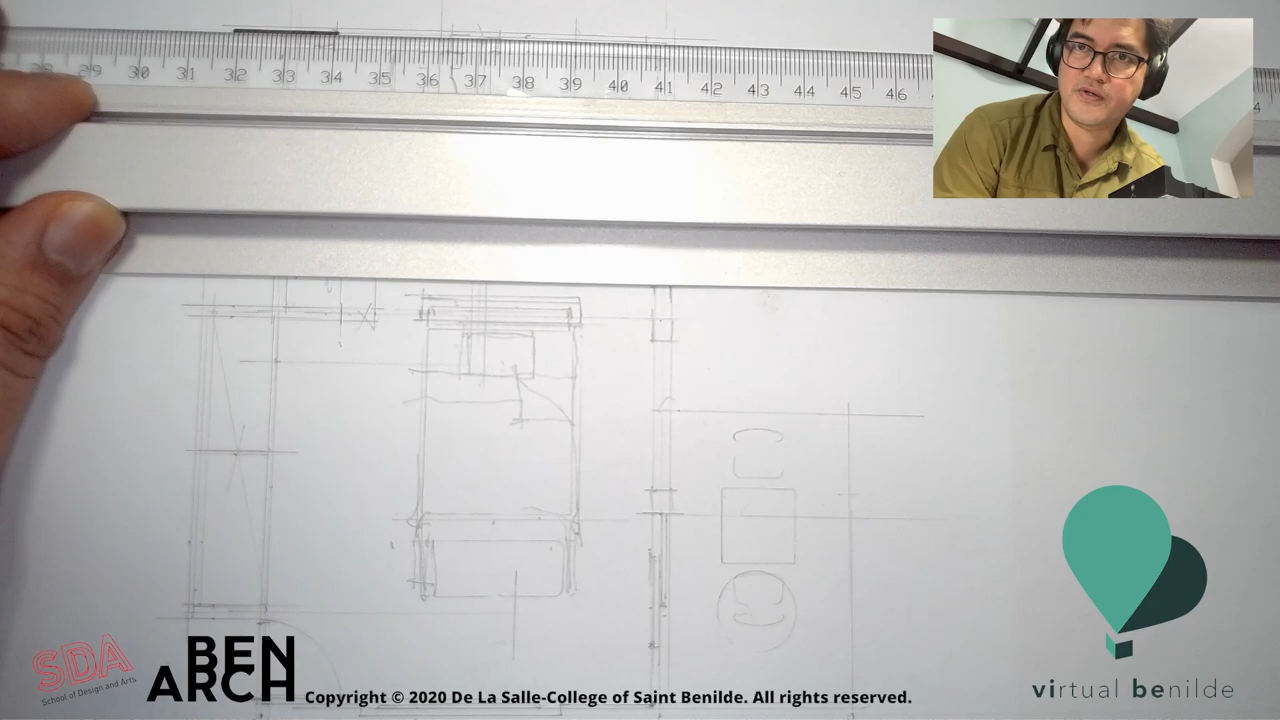 28 29 30 31 32 33 34 35 36 37 38 39 40 41 42 43 44 45 46
4
SDA
School of Design and Arts
BEN
ARCH
Copyright © 2020 De La Salle-College of Saint Benilde. All rights reserved.
virtual benilde